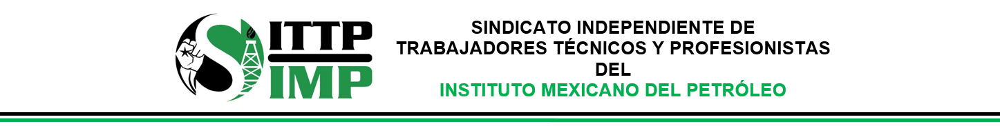 SITTP
IMP
SINDICATO INDEPENDIENTE DE
TRABAJADORES TÉCNICOS Y PROFESIONISTAS
DEL
INSTITUTO MEXICANO DEL PETRÓLEO